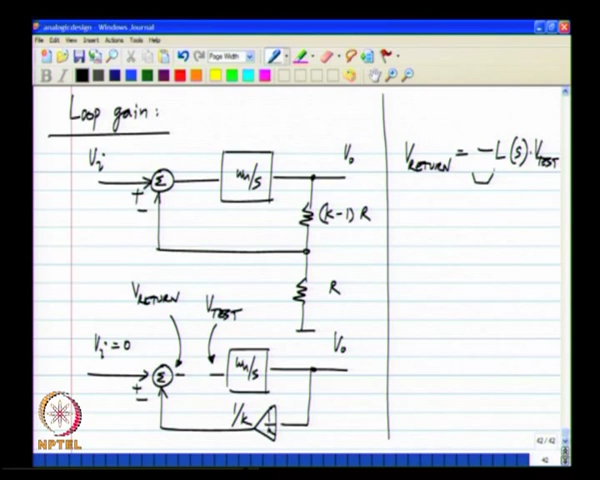 analogicdesign - Windows Journal
File Edit View Insert Actions Tools Help
Page Width
B I
Loop gain:
Vi
Σ
+
−
ωu/s
Vo
(k-1) R
R
VRETURN = −L(s)·VTEST
VRETURN
VTEST
Vi = 0
Σ
+
−
ωu/s
Vo
1/k
1/k
NPTEL
42 / 42
42